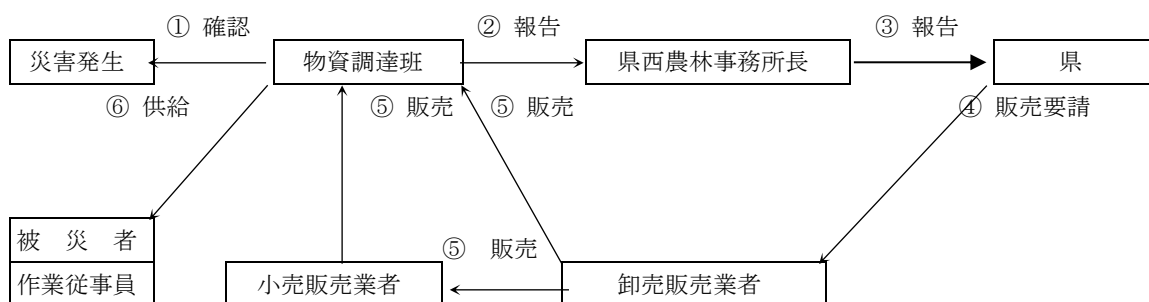 ① 確認
② 報告
③ 報告
災害発生
物資調達班
県西農林事務所長
県
⑥ 供給
⑤ 販売
⑤ 販売
④ 販売要請
被 災 者
⑤ 販売
作業従事員
小売販売業者
卸売販売業者